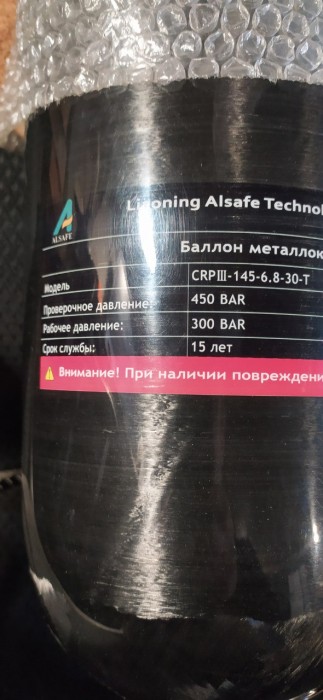 ALSAFE
Liaoning Alsafe Technol
Баллон металлок
Модель CRPIII-145-6.8-30-T
Проверочное давление: 450 BAR
Рабочее давление: 300 BAR
Срок службы: 15 лет
Внимание! При наличии повреждени